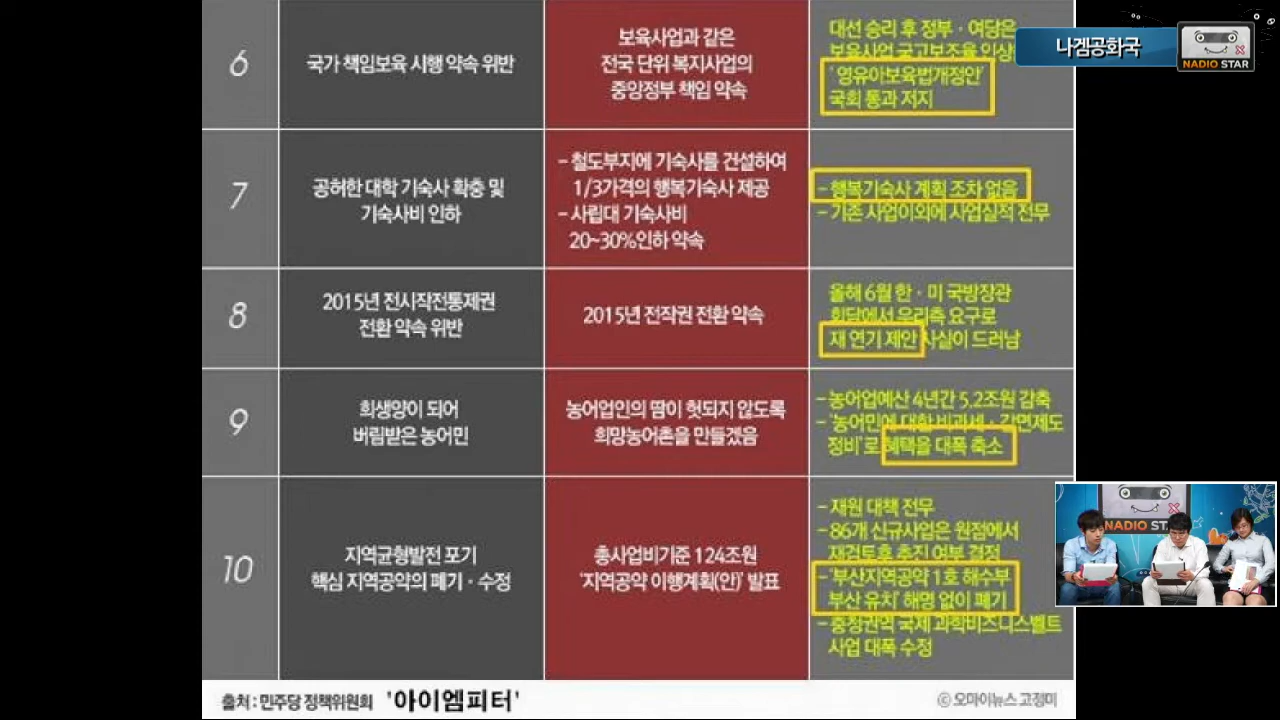 나겜공화국
NADIO STAR
6
국가 책임보육 시행 약속 위반
보육사업과 같은
전국 단위 복지사업의
중앙정부 책임 약속
대선 승리 후 정부·여당은
보육사업 국고보조율 인상
'영유아보육법개정안'
국회 통과 저지
7
공허한 대학 기숙사 확충 및
기숙사비 인하
- 철도부지에 기숙사를 건설하여
1/3가격의 행복기숙사 제공
- 사립대 기숙사비
20~30%인하 약속
- 행복기숙사 계획 조차 없음
- 기존 사업이외에 사업실적 전무
8
2015년 전시작전통제권
전환 약속 위반
2015년 전작권 전환 약속
올해 6월 한·미 국방장관
회담에서 우리측 요구로
재 연기 제안 사실이 드러남
9
희생양이 되어
버림받은 농어민
농어업인의 땀이 헛되지 않도록
희망농어촌을 만들겠음
- 농어업예산 4년간 5.2조원 감축
- '농어민에 대한 비과세·감면제도
정비'로 혜택을 대폭 축소
10
지역균형발전 포기
핵심 지역공약의 폐기·수정
총사업비기준 124조원
'지역공약 이행계획(안)' 발표
- 재원 대책 전무
- 86개 신규사업은 원점에서
재검토후 추진 여부 결정
- '부산지역공약 1호 해수부
부산 유치' 해명 없이 폐기
- 충청권역 국제 과학비즈니스벨트
사업 대폭 수정
NADIO STAR
출처 : 민주당 정책위원회 '아이엠피터'
ⓒ 오마이뉴스 고정미